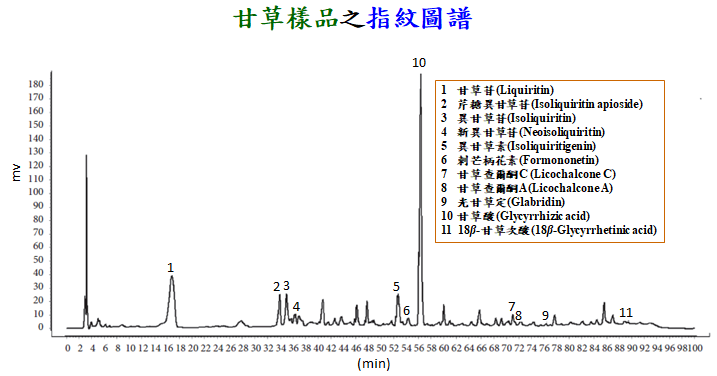 甘草樣品之指紋圖譜
10
1 甘草苷(Liquiritin)
2 芹糖異甘草苷(Isoliquiritin apioside)
3 異甘草苷(Isoliquiritin)
4 新異甘草苷(Neoisoliquiritin)
5 異甘草素(Isoliquiritigenin)
6 刺芒柄花素(Formononetin)
7 甘草查爾酮C (Licochalcone C)
8 甘草查爾酮A (Licochalcone A)
9 光甘草定(Glabridin)
10 甘草酸(Glycyrrhizic acid)
11 18β-甘草次酸 (18β-Glycyrrhetinic acid)
180
170
160
150
140
130
120
110
100
90
80
70
60
50
40
30
20
10
0
mv
1
2 3
4
5
6
7
8
9
11
0 2 4 6 8 10 12 14 16 18 20 22 24 26 28 30 32 34 36 38 40 42 44 46 48 50 52 54 56 58 60 62 64 66 68 70 72 74 76 78 80 82 84 86 88 90 92 94 96 98 100
(min)